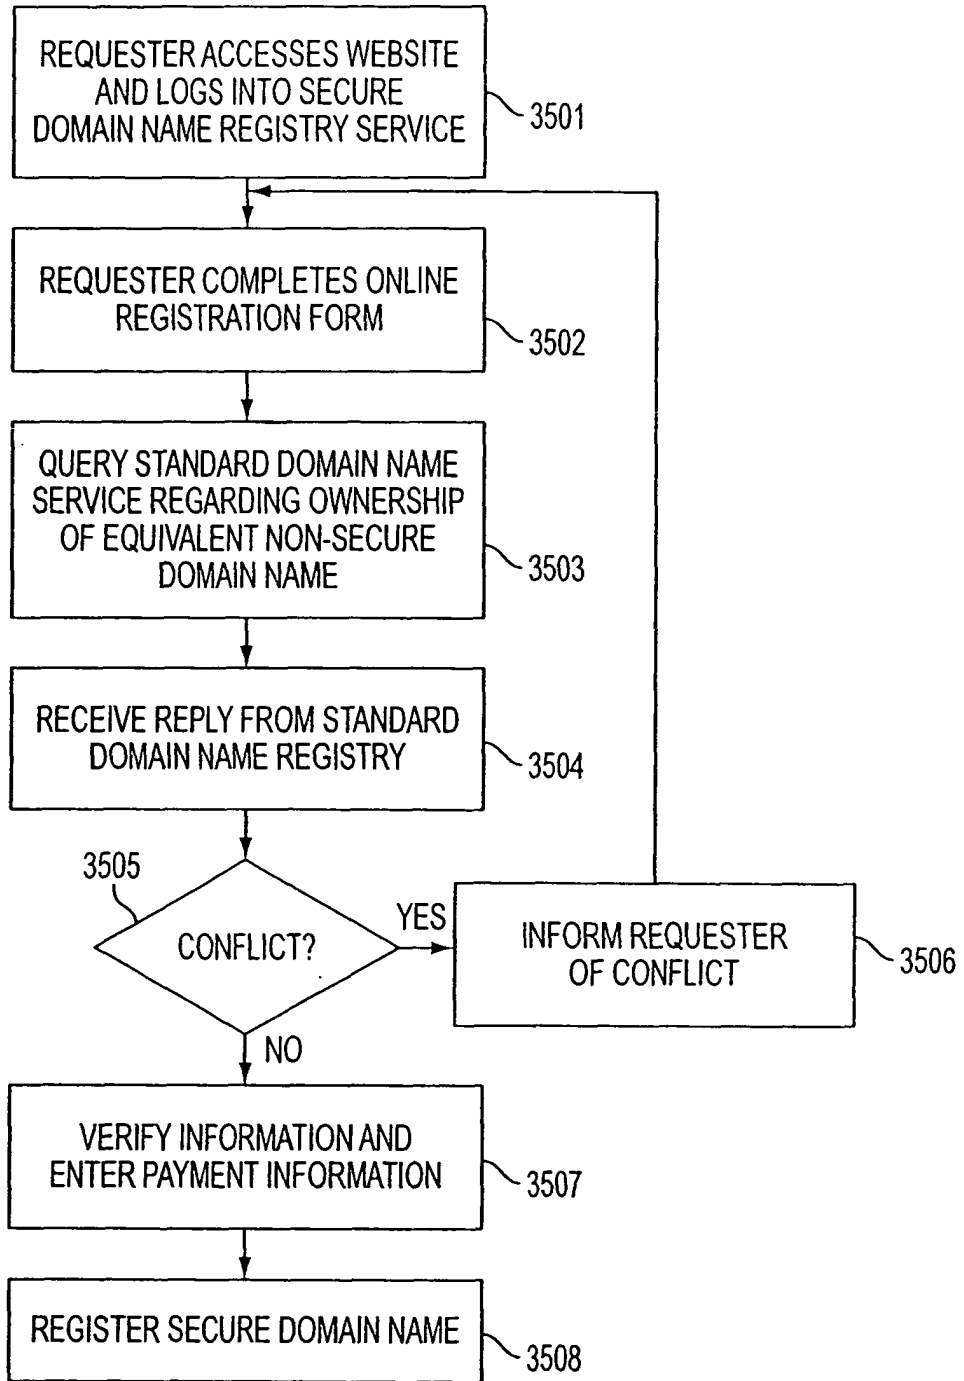 REQUESTER ACCESSES WEBSITE
AND LOGS INTO SECURE
DOMAIN NAME REGISTRY SERVICE
3501
REQUESTER COMPLETES ONLINE
REGISTRATION FORM
3502
QUERY STANDARD DOMAIN NAME
SERVICE REGARDING OWNERSHIP
OF EQUIVALENT NON-SECURE
DOMAIN NAME
3503
RECEIVE REPLY FROM STANDARD
DOMAIN NAME REGISTRY
3504
3505
CONFLICT?
YES
INFORM REQUESTER
OF CONFLICT
3506
NO
VERIFY INFORMATION AND
ENTER PAYMENT INFORMATION
3507
REGISTER SECURE DOMAIN NAME
3508